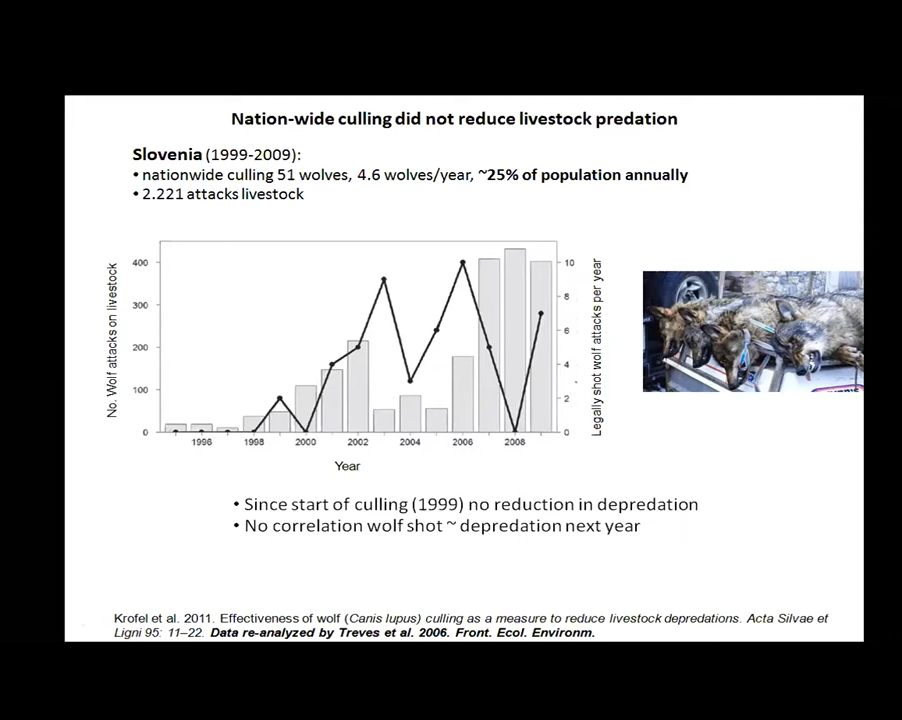 Nation-wide culling did not reduce livestock predation
Slovenia (1999-2009):
• nationwide culling 51 wolves, 4.6 wolves/year, ~25% of population annually
• 2.221 attacks livestock
No. Wolf attacks on livestock
400
300
200
100
0
1996
1998
2000
2002
2004
2006
2008
Year
10
8
6
4
2
0
Legally shot wolf attacks per year
• Since start of culling (1999) no reduction in depredation
• No correlation wolf shot ~ depredation next year
Krofel et al. 2011. Effectiveness of wolf (Canis lupus) culling as a measure to reduce livestock depredations. Acta Silvae et
Ligni 95: 11–22. Data re-analyzed by Treves et al. 2006. Front. Ecol. Environm.